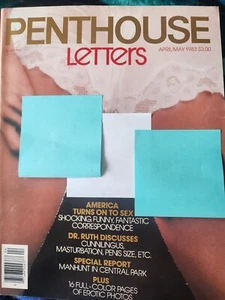 PENTHOUSE
Letters
APRIL/MAY 1983 $3.00
AMERICA
TURNS ON TO SEX
SHOCKING, FUNNY, FANTASTIC
CORRESPONDENCE
DR. RUTH DISCUSSES
CUNNILINGUS,
MASTURBATION, PENIS SIZE, ETC.
SPECIAL REPORT
MANHUNT IN CENTRAL PARK
PLUS
16 FULL-COLOR PAGES
OF EROTIC PHOTOS